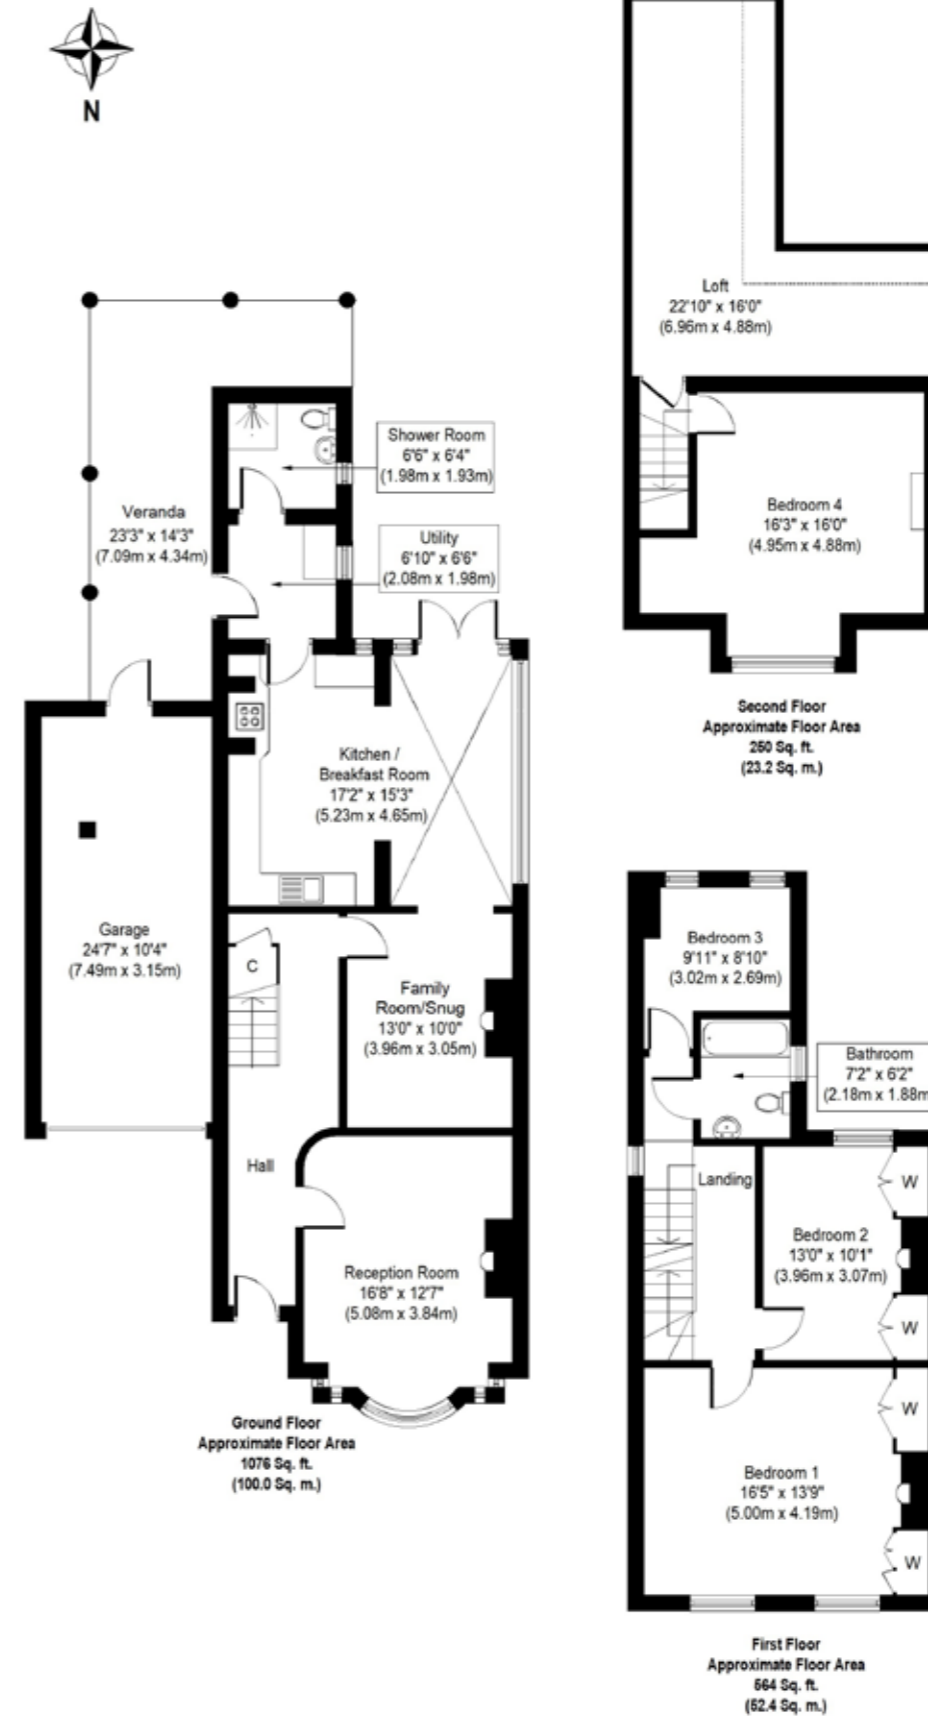 N
Loft
22'10" x 16'0"
(6.96m x 4.88m)
Shower Room
6'6" x 6'4"
(1.98m x 1.93m)
Veranda
23'3" x 14'3"
(7.09m x 4.34m)
Utility
6'10" x 6'6"
(2.08m x 1.98m)
Bedroom 4
16'3" x 16'0"
(4.95m x 4.88m)
Second Floor
Approximate Floor Area
250 Sq. ft.
(23.2 Sq. m.)
Kitchen /
Breakfast Room
17'2" x 15'3"
(5.23m x 4.65m)
Garage
24'7" x 10'4"
(7.49m x 3.15m)
C
Family
Room/Snug
13'0" x 10'0"
(3.96m x 3.05m)
Hall
Reception Room
16'8" x 12'7"
(5.08m x 3.84m)
Ground Floor
Approximate Floor Area
1076 Sq. ft.
(100.0 Sq. m.)
Bedroom 3
9'11" x 8'10"
(3.02m x 2.69m)
Bathroom
7'2" x 6'2"
(2.18m x 1.88m
Landing
W
Bedroom 2
13'0" x 10'1"
(3.96m x 3.07m)
W
W
Bedroom 1
16'5" x 13'9"
(5.00m x 4.19m)
W
First Floor
Approximate Floor Area
564 Sq. ft.
(52.4 Sq. m.)